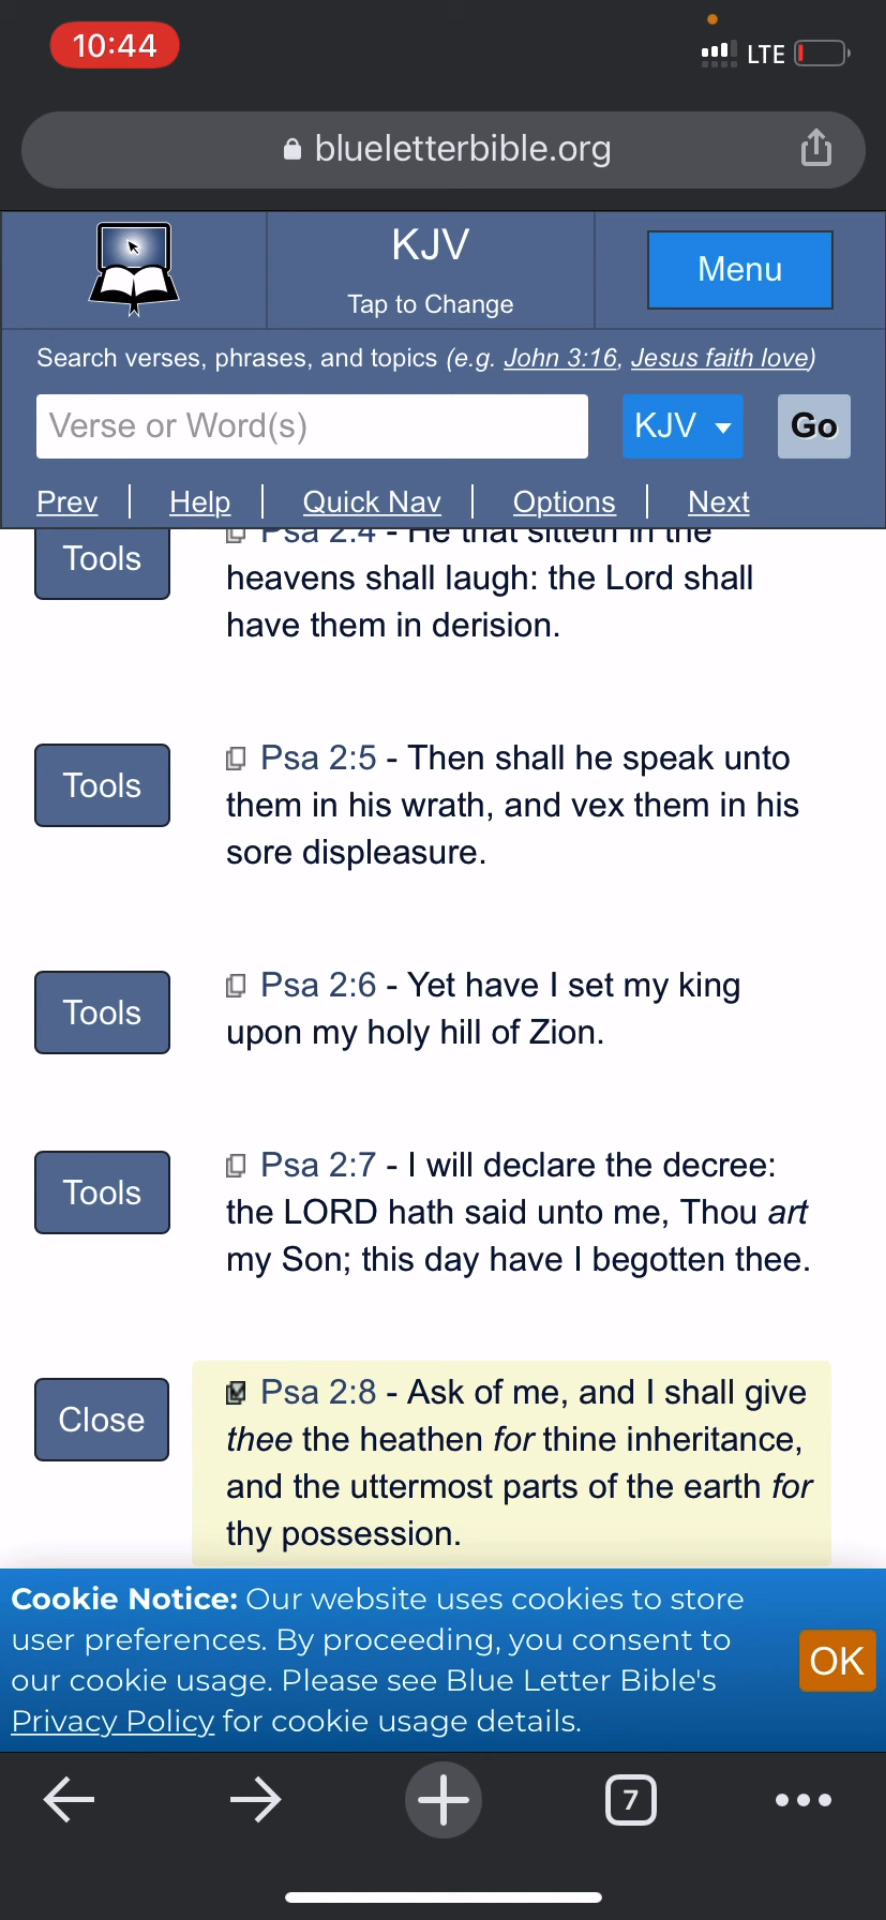 10:44
LTE
blueletterbible.org
KJV
Tap to Change
Menu
Search verses, phrases, and topics (e.g. John 3:16, Jesus faith love)
Verse or Word(s)
KJV
Go
Prev | Help | Quick Nav | Options | Next
Tools
Psa 2:4 - He that sitteth in the
heavens shall laugh: the Lord shall
have them in derision.
Tools
Psa 2:5 - Then shall he speak unto
them in his wrath, and vex them in his
sore displeasure.
Tools
Psa 2:6 - Yet have I set my king
upon my holy hill of Zion.
Tools
Psa 2:7 - I will declare the decree:
the LORD hath said unto me, Thou art
my Son; this day have I begotten thee.
Close
Psa 2:8 - Ask of me, and I shall give
thee the heathen for thine inheritance,
and the uttermost parts of the earth for
thy possession.
Cookie Notice: Our website uses cookies to store
user preferences. By proceeding, you consent to
our cookie usage. Please see Blue Letter Bible's
Privacy Policy for cookie usage details.
OK
7